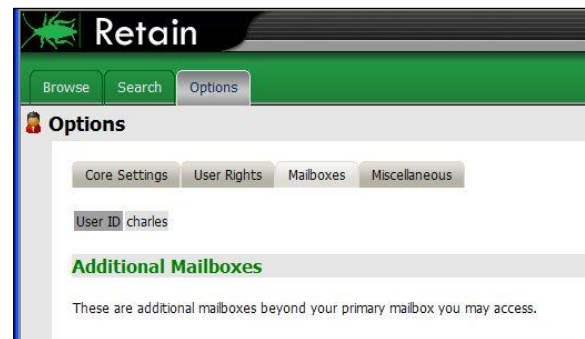 Retain
Browse Search Options
Options
Core Settings User Rights Mailboxes Miscellaneous
User ID charles
Additional Mailboxes
These are additional mailboxes beyond your primary mailbox you may access.